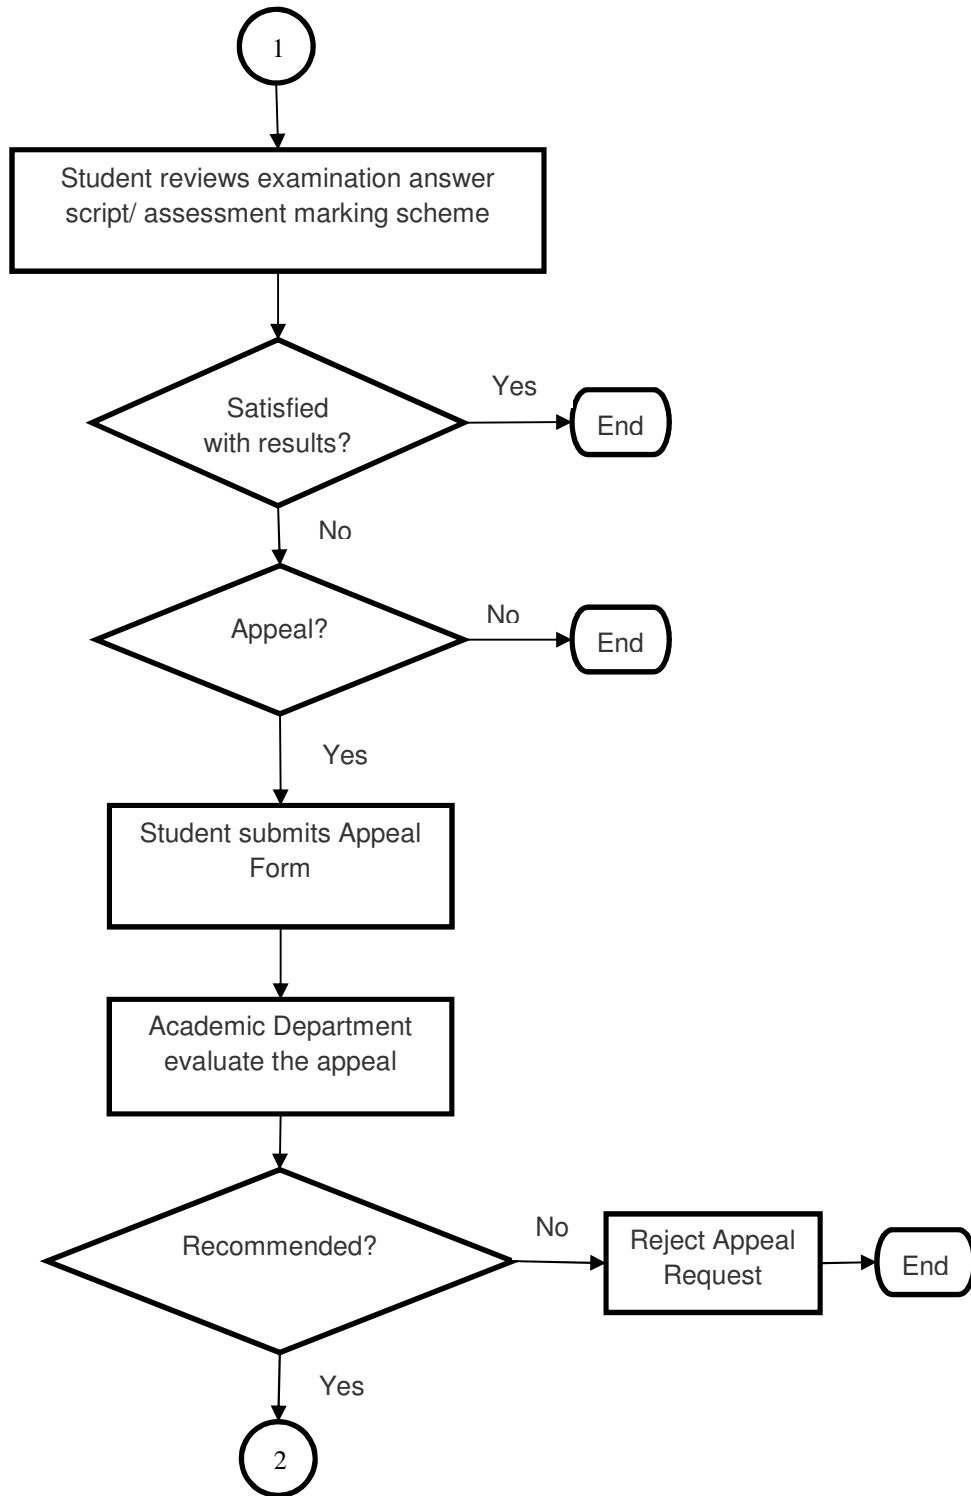 1
Student reviews examination answer
script/ assessment marking scheme
Satisfied
with results?
Yes
End
No
Appeal?
No
End
Yes
Student submits Appeal
Form
Academic Department
evaluate the appeal
Recommended?
No
Reject Appeal
Request
End
Yes
2